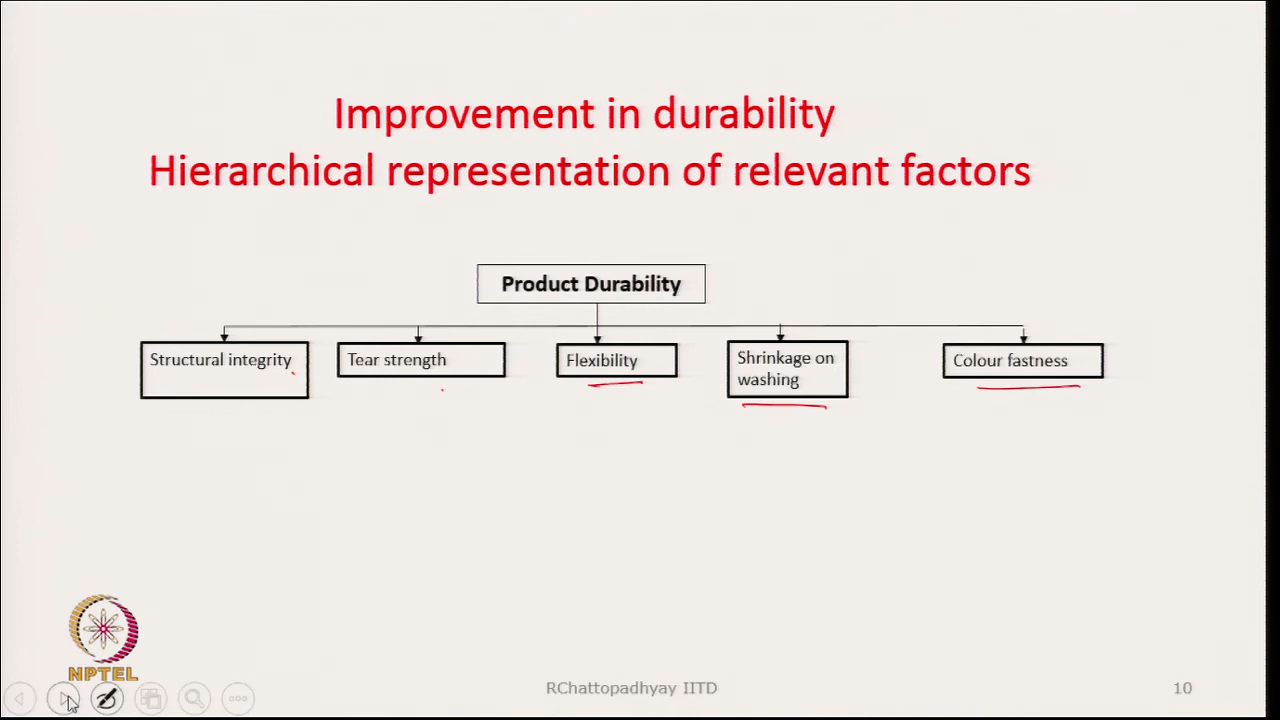 Improvement in durability
Hierarchical representation of relevant factors
Product Durability
Structural integrity
Tear strength
Flexibility
Shrinkage on
washing
Colour fastness
NPTEL
RChattopadhyay IITD
10